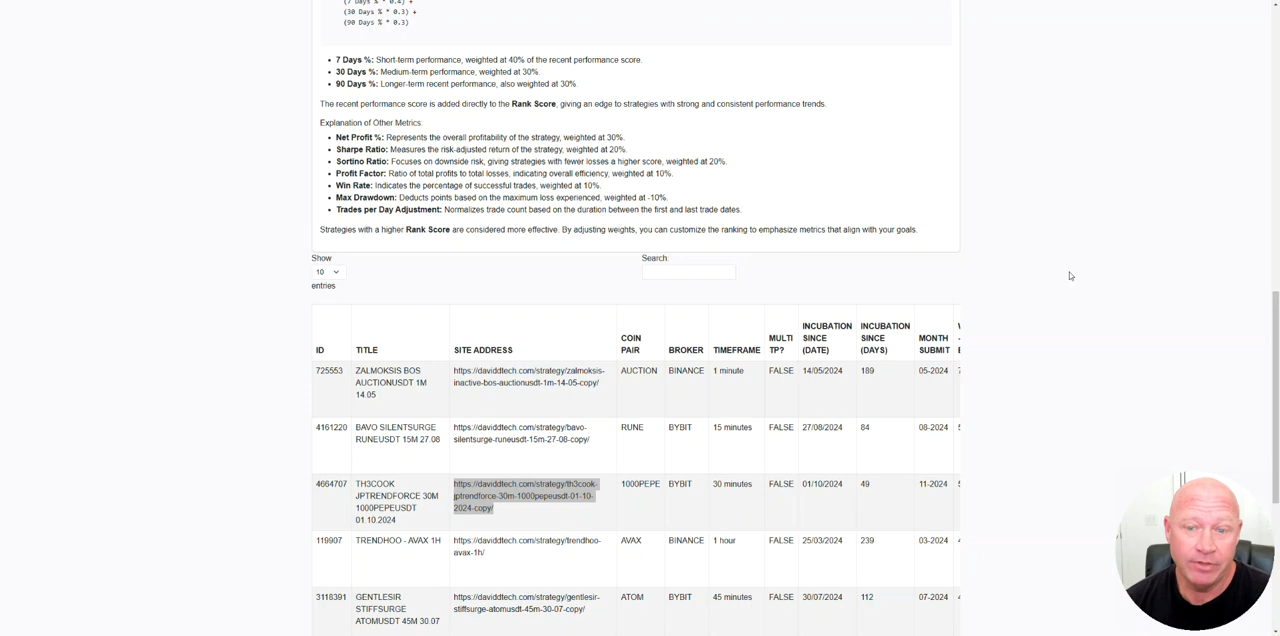 (7 Days % * 0.4) +
(30 Days % * 0.3) +
(90 Days % * 0.3)
7 Days %: Short-term performance, weighted at 40% of the recent performance score.
30 Days %: Medium-term performance, weighted at 30%.
90 Days %: Longer-term recent performance, also weighted at 30%.
The recent performance score is added directly to the Rank Score, giving an edge to strategies with strong and consistent performance trends.
Explanation of Other Metrics:
Net Profit %: Represents the overall profitability of the strategy, weighted at 30%.
Sharpe Ratio: Measures the risk-adjusted return of the strategy, weighted at 20%.
Sortino Ratio: Focuses on downside risk, giving strategies with fewer losses a higher score, weighted at 20%.
Profit Factor: Ratio of total profits to total losses, indicating overall efficiency, weighted at 10%.
Win Rate: Indicates the percentage of successful trades, weighted at 10%.
Max Drawdown: Deducts points based on the maximum loss experienced, weighted at -10%.
Trades per Day Adjustment: Normalizes trade count based on the duration between the first and last trade dates.
Strategies with a higher Rank Score are considered more effective. By adjusting weights, you can customize the ranking to emphasize metrics that align with your goals.
Show
10
entries
Search:
ID TITLE SITE ADDRESS COIN PAIR BROKER TIMEFRAME MULTI TP? INCUBATION SINCE (DATE) INCUBATION SINCE (DAYS) MONTH SUBMIT
725553 ZALMOKSIS BOS https://daviddtech.com/strategy/zalmoksis- AUCTION BINANCE 1 minute FALSE 14/05/2024 189 05-2024
AUCTIONUSDT 1M inactive-bos-auctionusdt-1m-14-05-copy/
14.05
4161220 BAVO SILENTSURGE https://daviddtech.com/strategy/bavo- RUNE BYBIT 15 minutes FALSE 27/08/2024 84 08-2024
RUNEUSDT 15M 27.08 silentsurge-runeusdt-15m-27-08-copy/
4664707 TH3COOK https://daviddtech.com/strategy/th3cook- 1000PEPE BYBIT 30 minutes FALSE 01/10/2024 49 11-2024
JPTRENDFORCE 30M jptrendforce-30m-1000pepeusdt-01-10-
1000PEPEUSDT 2024-copy/
01.10.2024
119907 TRENDHOO - AVAX 1H https://daviddtech.com/strategy/trendhoo- AVAX BINANCE 1 hour FALSE 25/03/2024 239 03-2024
avax-1h/
3118391 GENTLESIR https://daviddtech.com/strategy/gentlesir- ATOM BYBIT 45 minutes FALSE 30/07/2024 112 07-2024
STIFFSURGE stiffsurge-atomusdt-45m-30-07-copy/
ATOMUSDT 45M 30.07